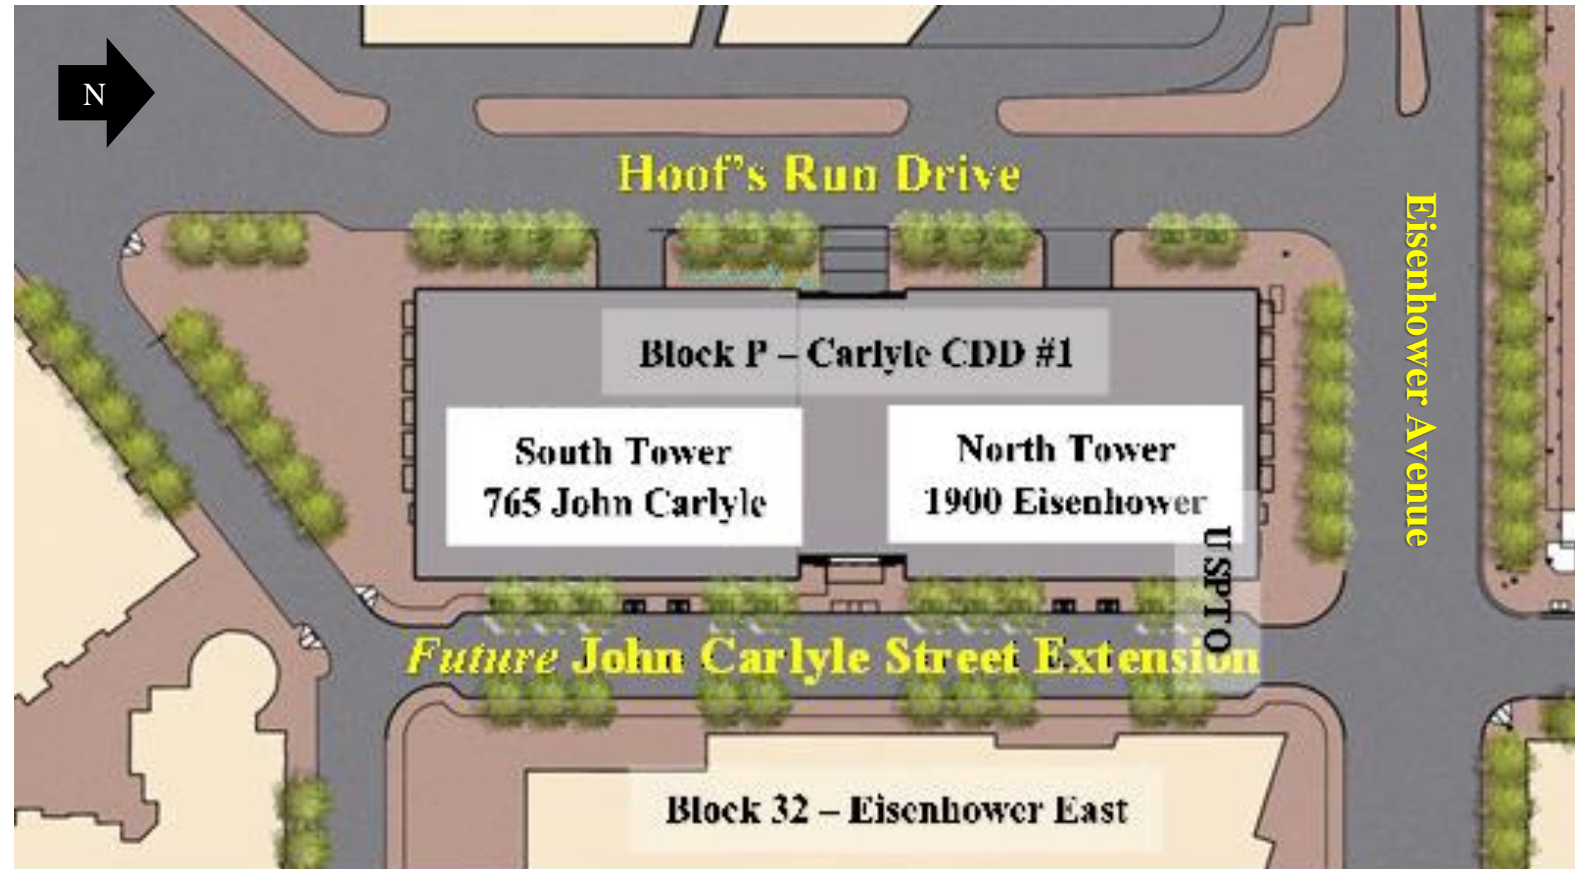 N
Hoof's Run Drive
Eisenhower Avenue
Block P – Carlyle CDD #1
South Tower
765 John Carlyle
North Tower
1900 Eisenhower
USPTO
Future John Carlyle Street Extension
Block 32 – Eisenhower East